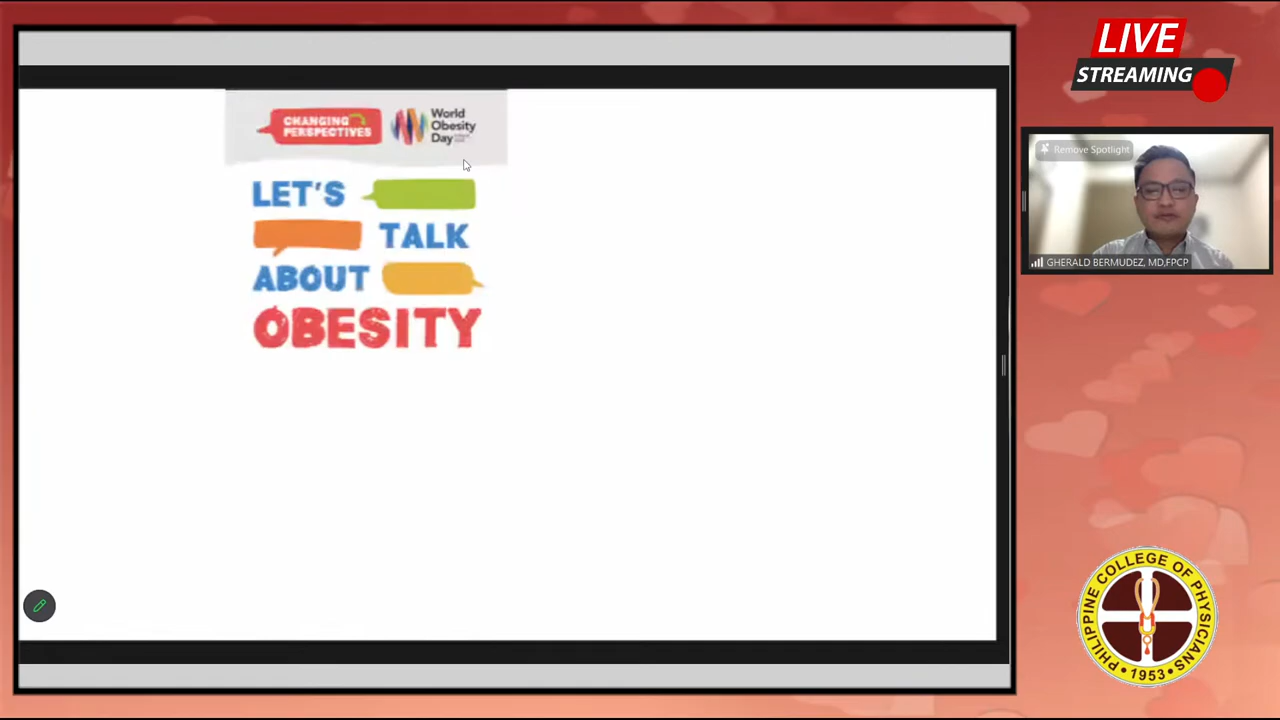 LIVE
STREAMING
CHANGING
PERSPECTIVES
World
Obesity
Day
LET'S
TALK
ABOUT
OBESITY
Remove Spotlight
GHERALD BERMUDEZ, MD,FPCP
PHILIPPINE COLLEGE OF PHYSICIANS
1953